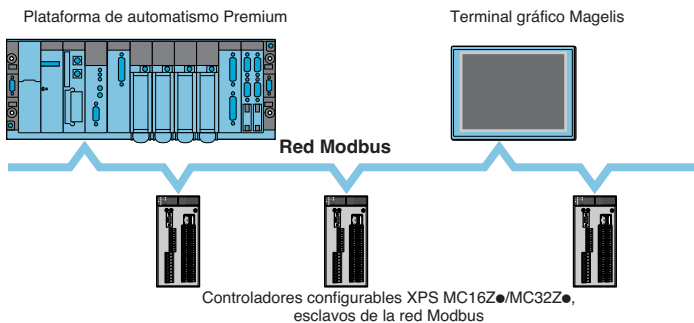 Plataforma de automatismo Premium
Terminal gráfico Magelis
Red Modbus
Controladores configurables XPS MC16Z●/MC32Z●,
esclavos de la red Modbus